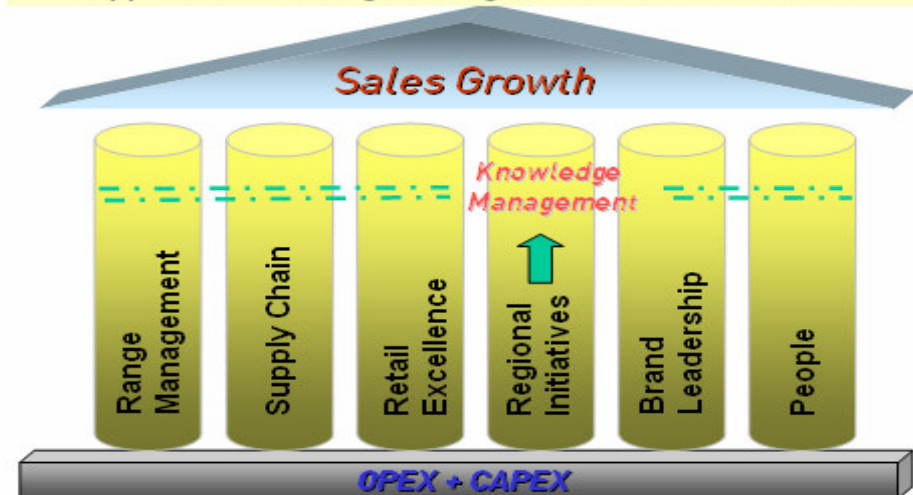 Sales Growth
Knowledge
Management
Range
Management
Supply Chain
Retail
Excellence
Regional
Initiatives
Brand
Leadership
People
OPEX + CAPEX